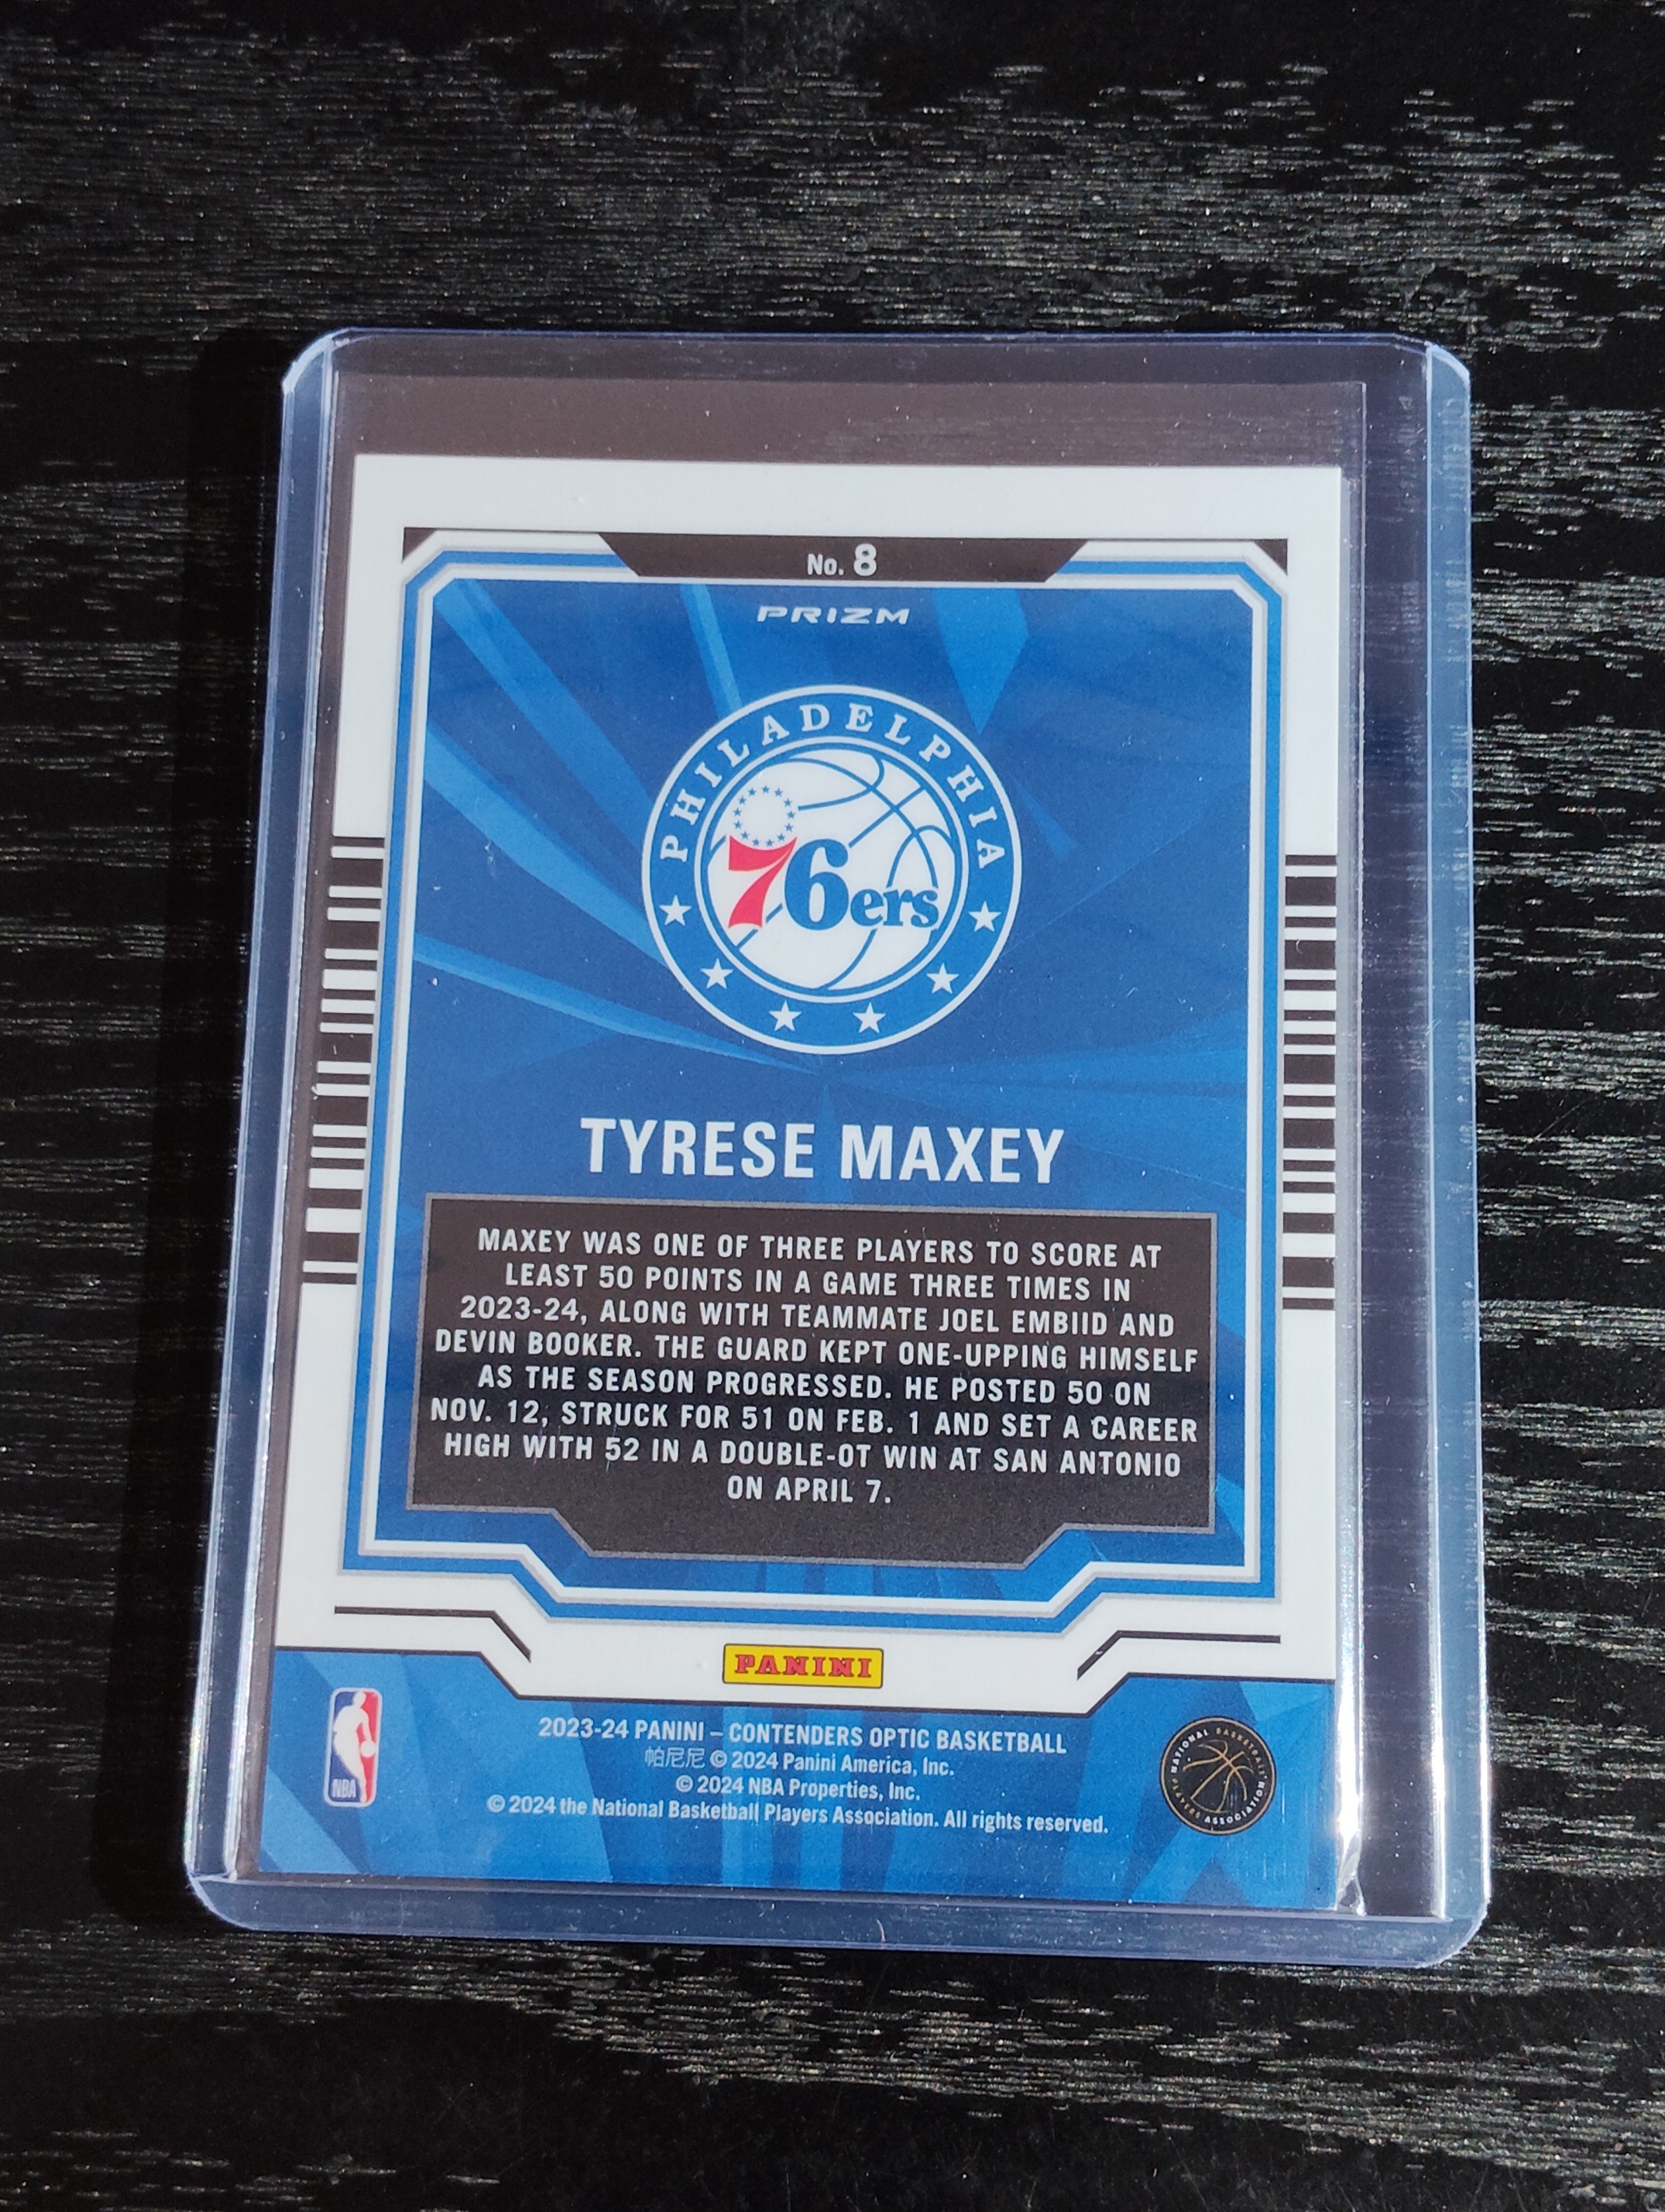 No. 8
PRIZM
PHILADELPHIA
76ers
TYRESE MAXEY
MAXEY WAS ONE OF THREE PLAYERS TO SCORE AT
LEAST 50 POINTS IN A GAME THREE TIMES IN
2023-24, ALONG WITH TEAMMATE JOEL EMBIID AND
DEVIN BOOKER. THE GUARD KEPT ONE-UPPING HIMSELF
AS THE SEASON PROGRESSED. HE POSTED 50 ON
NOV. 12, STRUCK FOR 51 ON FEB. 1 AND SET A CAREER
HIGH WITH 52 IN A DOUBLE-OT WIN AT SAN ANTONIO
ON APRIL 7.
PANINI
2023-24 PANINI – CONTENDERS OPTIC BASKETBALL
帕尼尼 © 2024 Panini America, Inc.
© 2024 NBA Properties, Inc.
© 2024 the National Basketball Players Association. All rights reserved.
NBA
NATIONAL BASKETBALL
PLAYERS ASSOCIATION